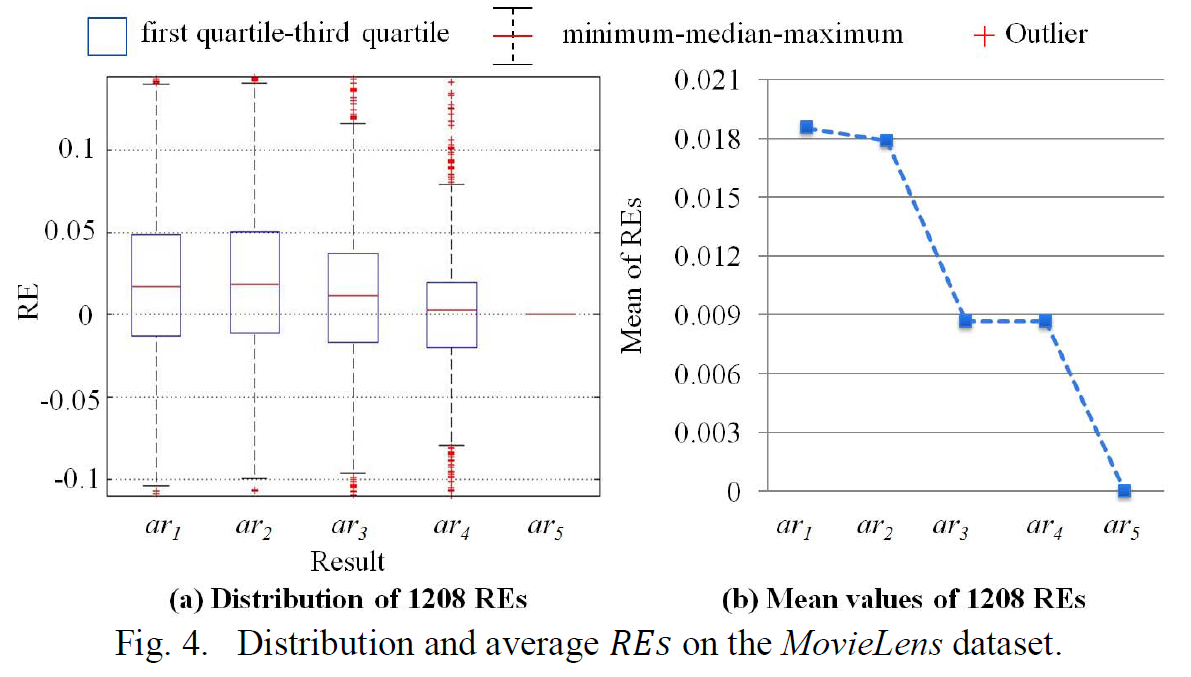 first quartile-third quartile minimum-median-maximum Outlier
RE
0.1
0.05
0
-0.05
-0.1
ar1 ar2 ar3 ar4 ar5
Result
(a) Distribution of 1208 REs
Mean of REs
0.021
0.018
0.015
0.012
0.009
0.006
0.003
0
ar1 ar2 ar3 ar4 ar5
(b) Mean values of 1208 REs
Fig. 4. Distribution and average REs on the MovieLens dataset.